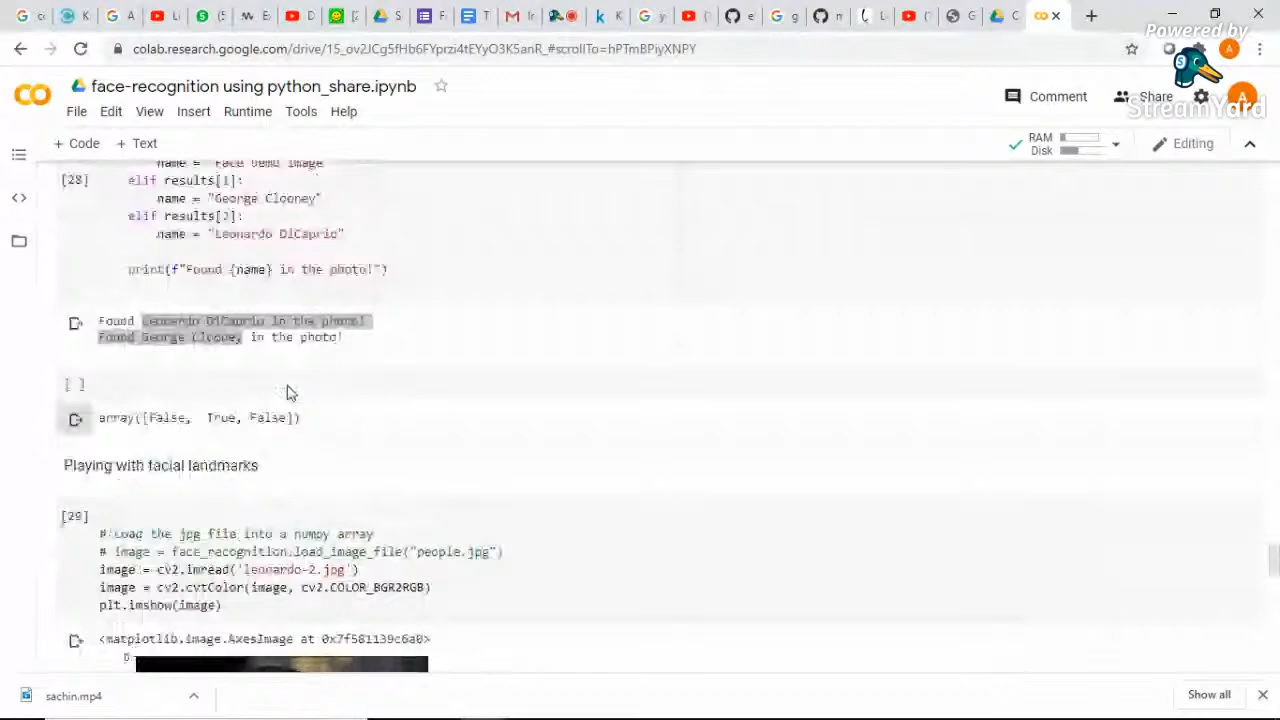 colab.research.google.com/drive/15_ov2JCg5fHb6FYprzi4tEYyO3KSanR_#scrollTo=hPTmBPiyXNPY
Powered by
StreamYard
face-recognition using python_share.ipynb
File Edit View Insert Runtime Tools Help
Comment
Share
+ Code + Text
RAM
Disk
Editing
name = "Face Demo Image
[28]
elif results[1]:
name = "George Clooney"
elif results[2]:
name = "Leonardo DiCaprio"
print(f"Found {name} in the photo!")
Found Leonardo DiCaprio in the photo!
Found George Clooney in the photo!
[ ]
array([False, True, False])
Playing with facial landmarks
[29]
# Load the jpg file into a numpy array
# image = face_recognition.load_image_file("people.jpg")
image = cv2.imread('leonardo-2.jpg')
image = cv2.cvtColor(image, cv2.COLOR_BGR2RGB)
plt.imshow(image)
<matplotlib.image.AxesImage at 0x7f581139c6a0>
sachin.mp4
Show all